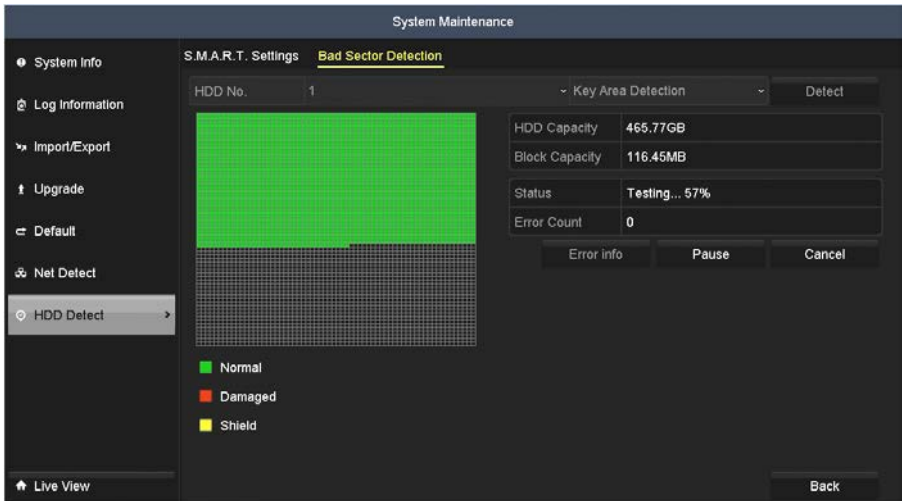 System Maintenance
System Info
Log Information
Import/Export
Upgrade
Default
Net Detect
HDD Detect >
Live View
S.M.A.R.T. Settings Bad Sector Detection
HDD No. 1 Key Area Detection Detect
HDD Capacity 465.77GB
Block Capacity 116.45MB
Status Testing... 57%
Error Count 0
Error info Pause Cancel
Normal
Damaged
Shield
Back